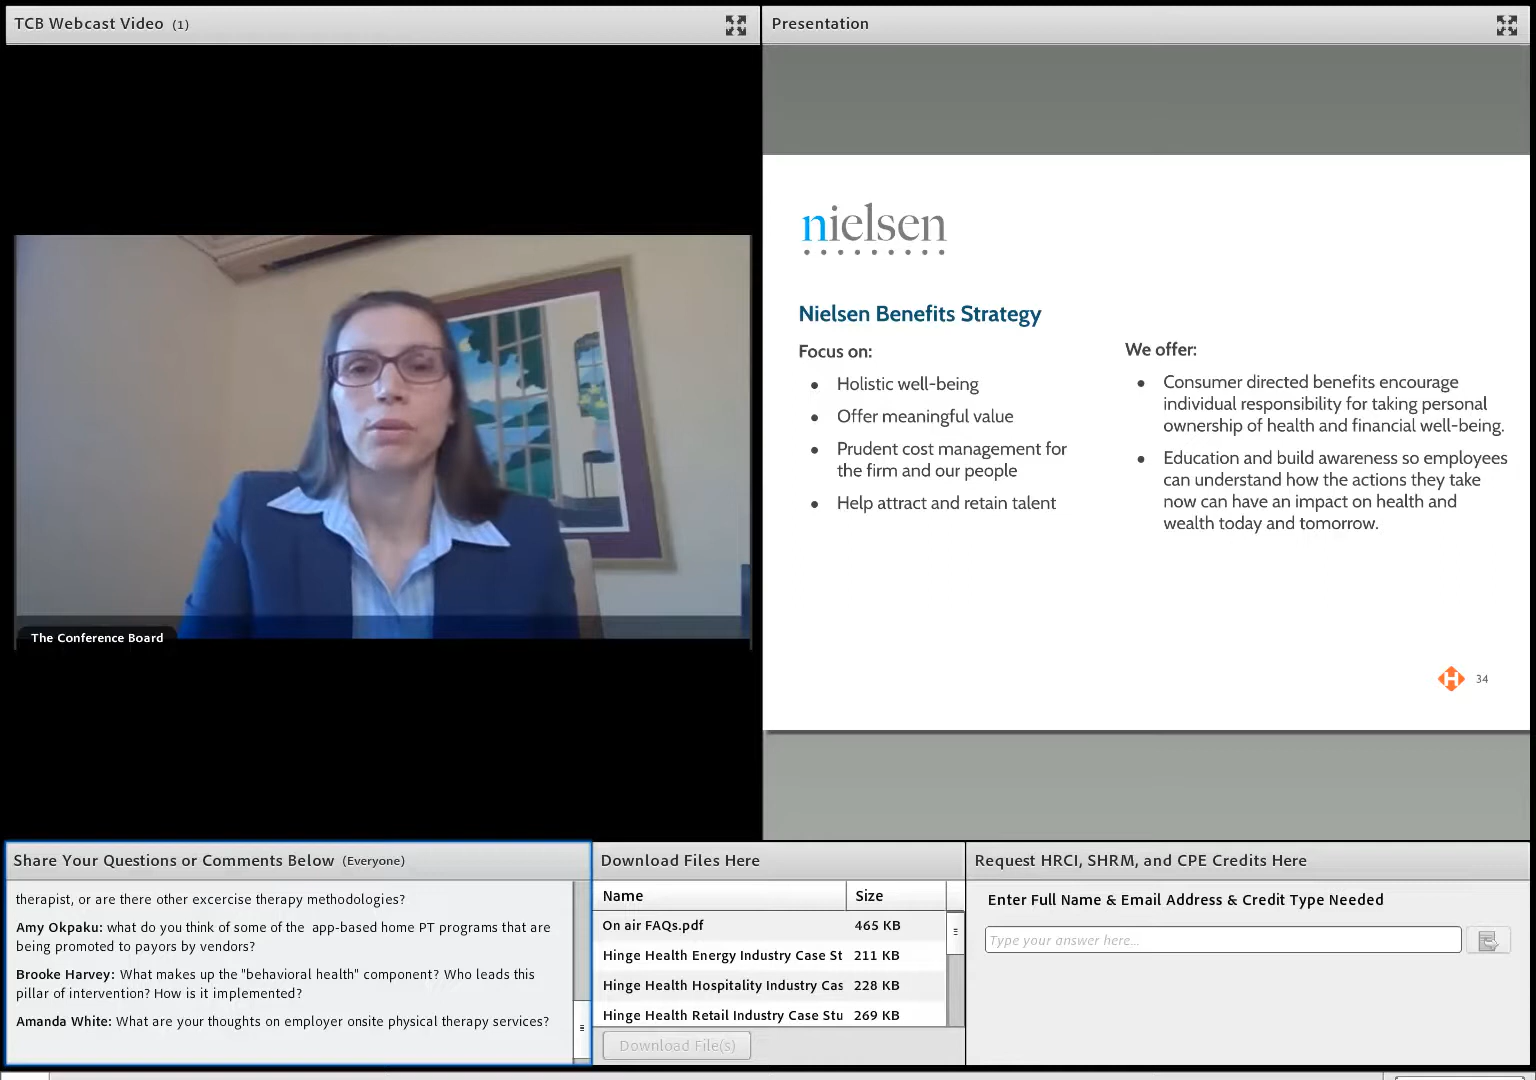 TCB Webcast Video (1)
Presentation
nielsen
Nielsen Benefits Strategy
Focus on:
Holistic well-being
Offer meaningful value
Prudent cost management for
the firm and our people
Help attract and retain talent
We offer:
Consumer directed benefits encourage
individual responsibility for taking personal
ownership of health and financial well-being.
Education and build awareness so employees
can understand how the actions they take
now can have an impact on health and
wealth today and tomorrow.
H 34
The Conference Board
Share Your Questions or Comments Below (Everyone)
therapist, or are there other excercise therapy methodologies?
Amy Okpaku: what do you think of some of the app-based home PT programs that are
being promoted to payors by vendors?
Brooke Harvey: What makes up the "behavioral health" component? Who leads this
pillar of intervention? How is it implemented?
Amanda White: What are your thoughts on employer onsite physical therapy services?
Download Files Here
Name Size
On air FAQs.pdf 465 KB
Hinge Health Energy Industry Case St 211 KB
Hinge Health Hospitality Industry Cas 228 KB
Hinge Health Retail Industry Case Stu 269 KB
Download File(s)
Request HRCI, SHRM, and CPE Credits Here
Enter Full Name & Email Address & Credit Type Needed
Type your answer here...